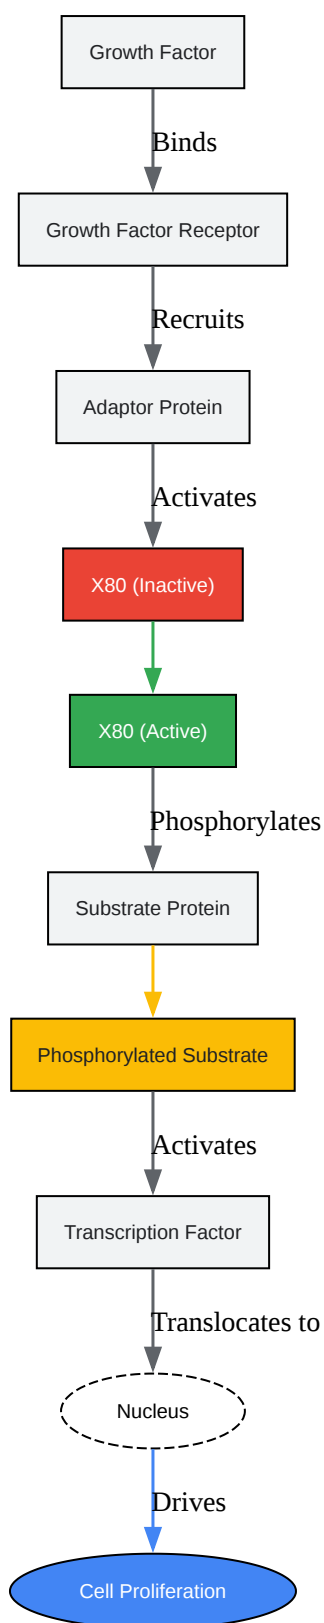 Growth Factor
Binds
Growth Factor Receptor
Recruits
Adaptor Protein
Activates
X80 (Inactive)
X80 (Active)
Phosphorylates
Substrate Protein
Phosphorylated Substrate
Activates
Transcription Factor
Translocates to
Nucleus
Drives
Cell Proliferation